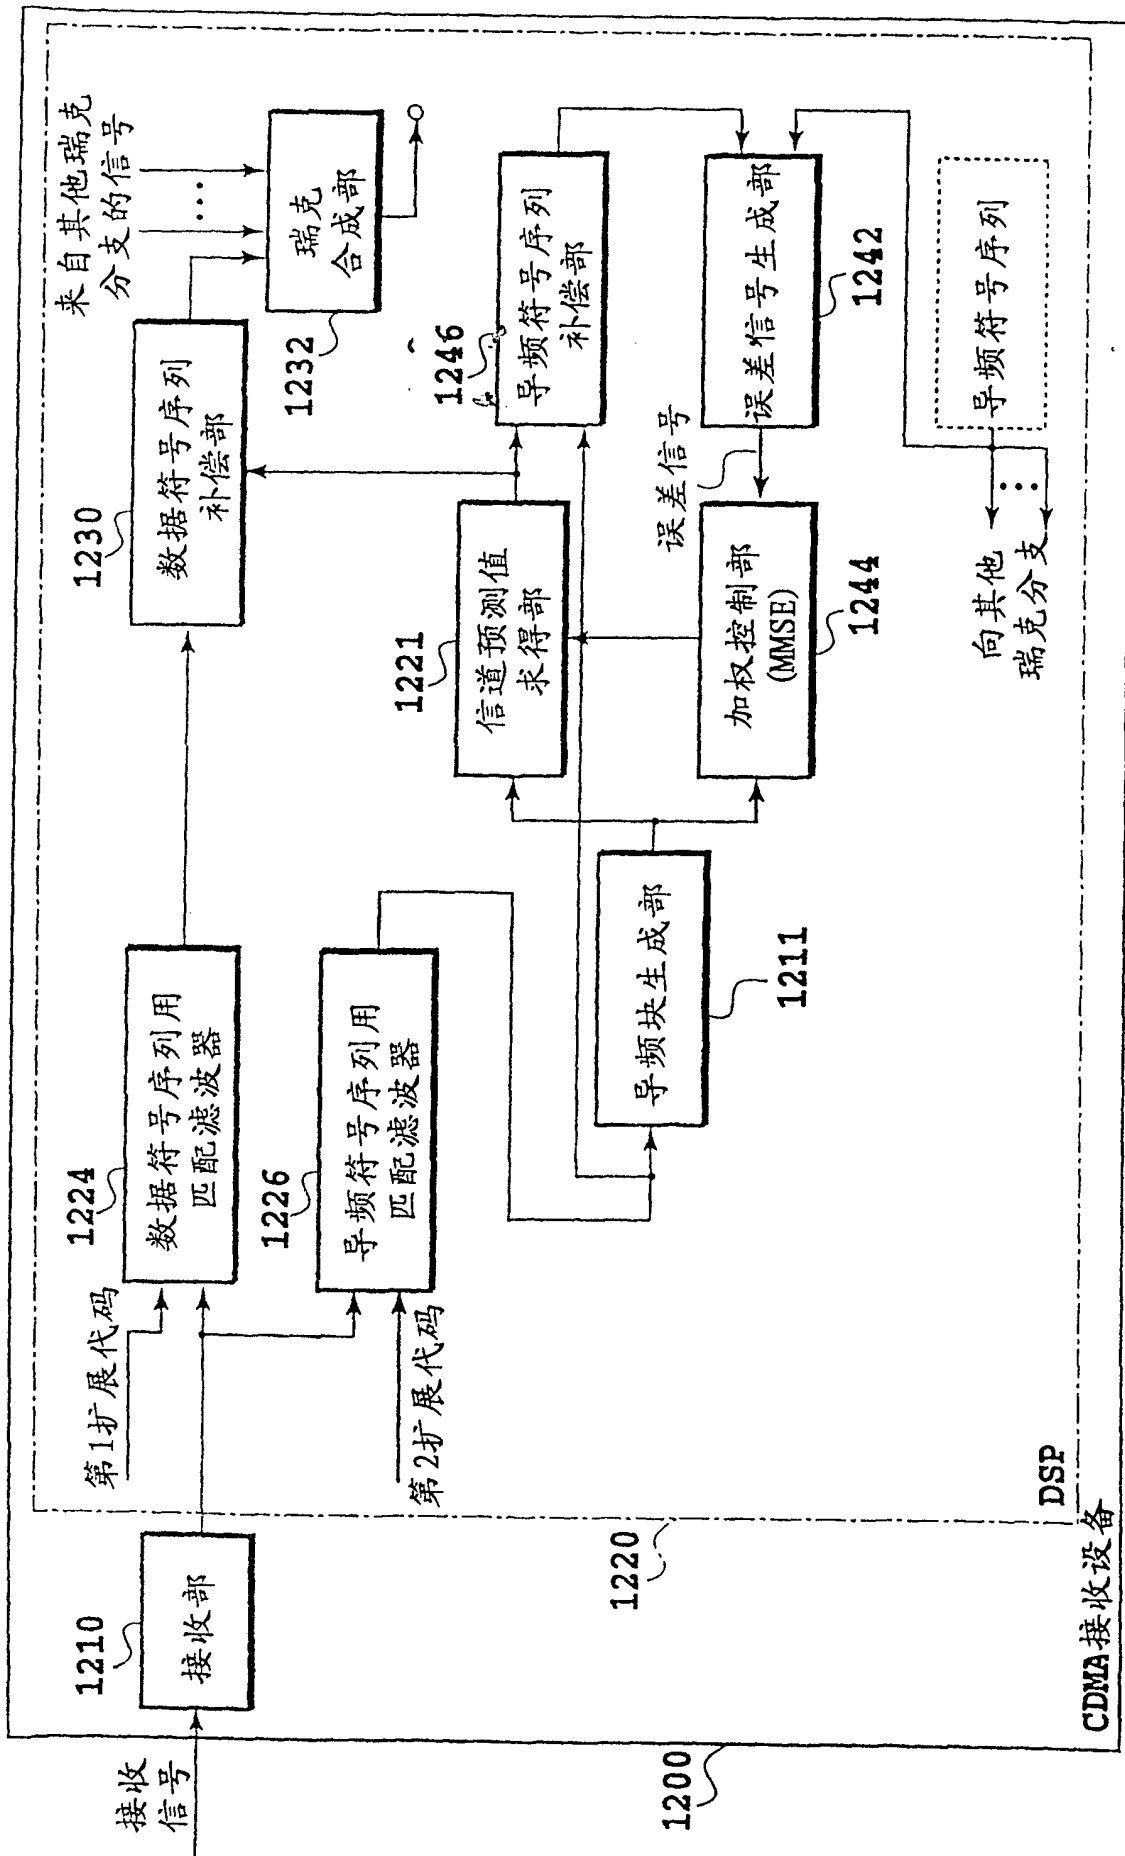 接收
信号
1210
接收部
第1扩展代码
1224
数据符号序列用
匹配滤波器
1226
导频符号序列用
匹配滤波器
第2扩展代码
1230
数据符号序列
补偿部
来自其他瑞克
分支的信号
瑞克
合成部
1232
1221
信道预测值
求得部
1246
导频符号序列
补偿部
1211
导频块生成部
误差信号
加权控制部
(MMSE)
1244
误差信号生成部
1242
导频符号序列
向其他
瑞克分支
1220
DSP
1200
CDMA接收设备